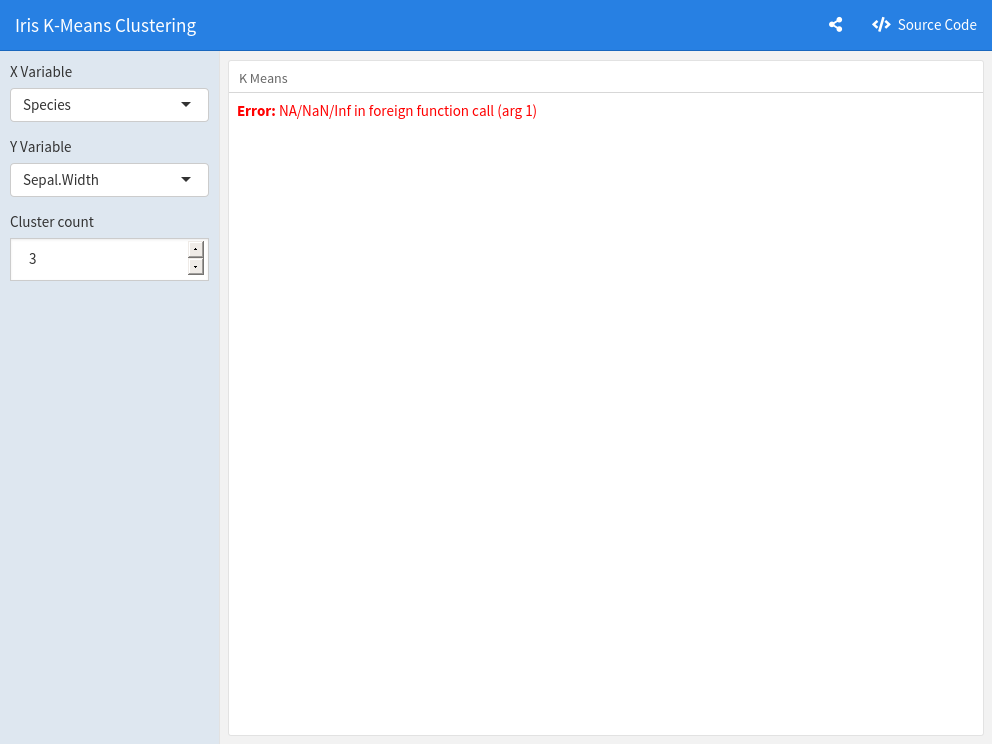 Iris K-Means Clustering
Source Code
X Variable
Species
Y Variable
Sepal.Width
Cluster count
3
K Means
Error: NA/NaN/Inf in foreign function call (arg 1)